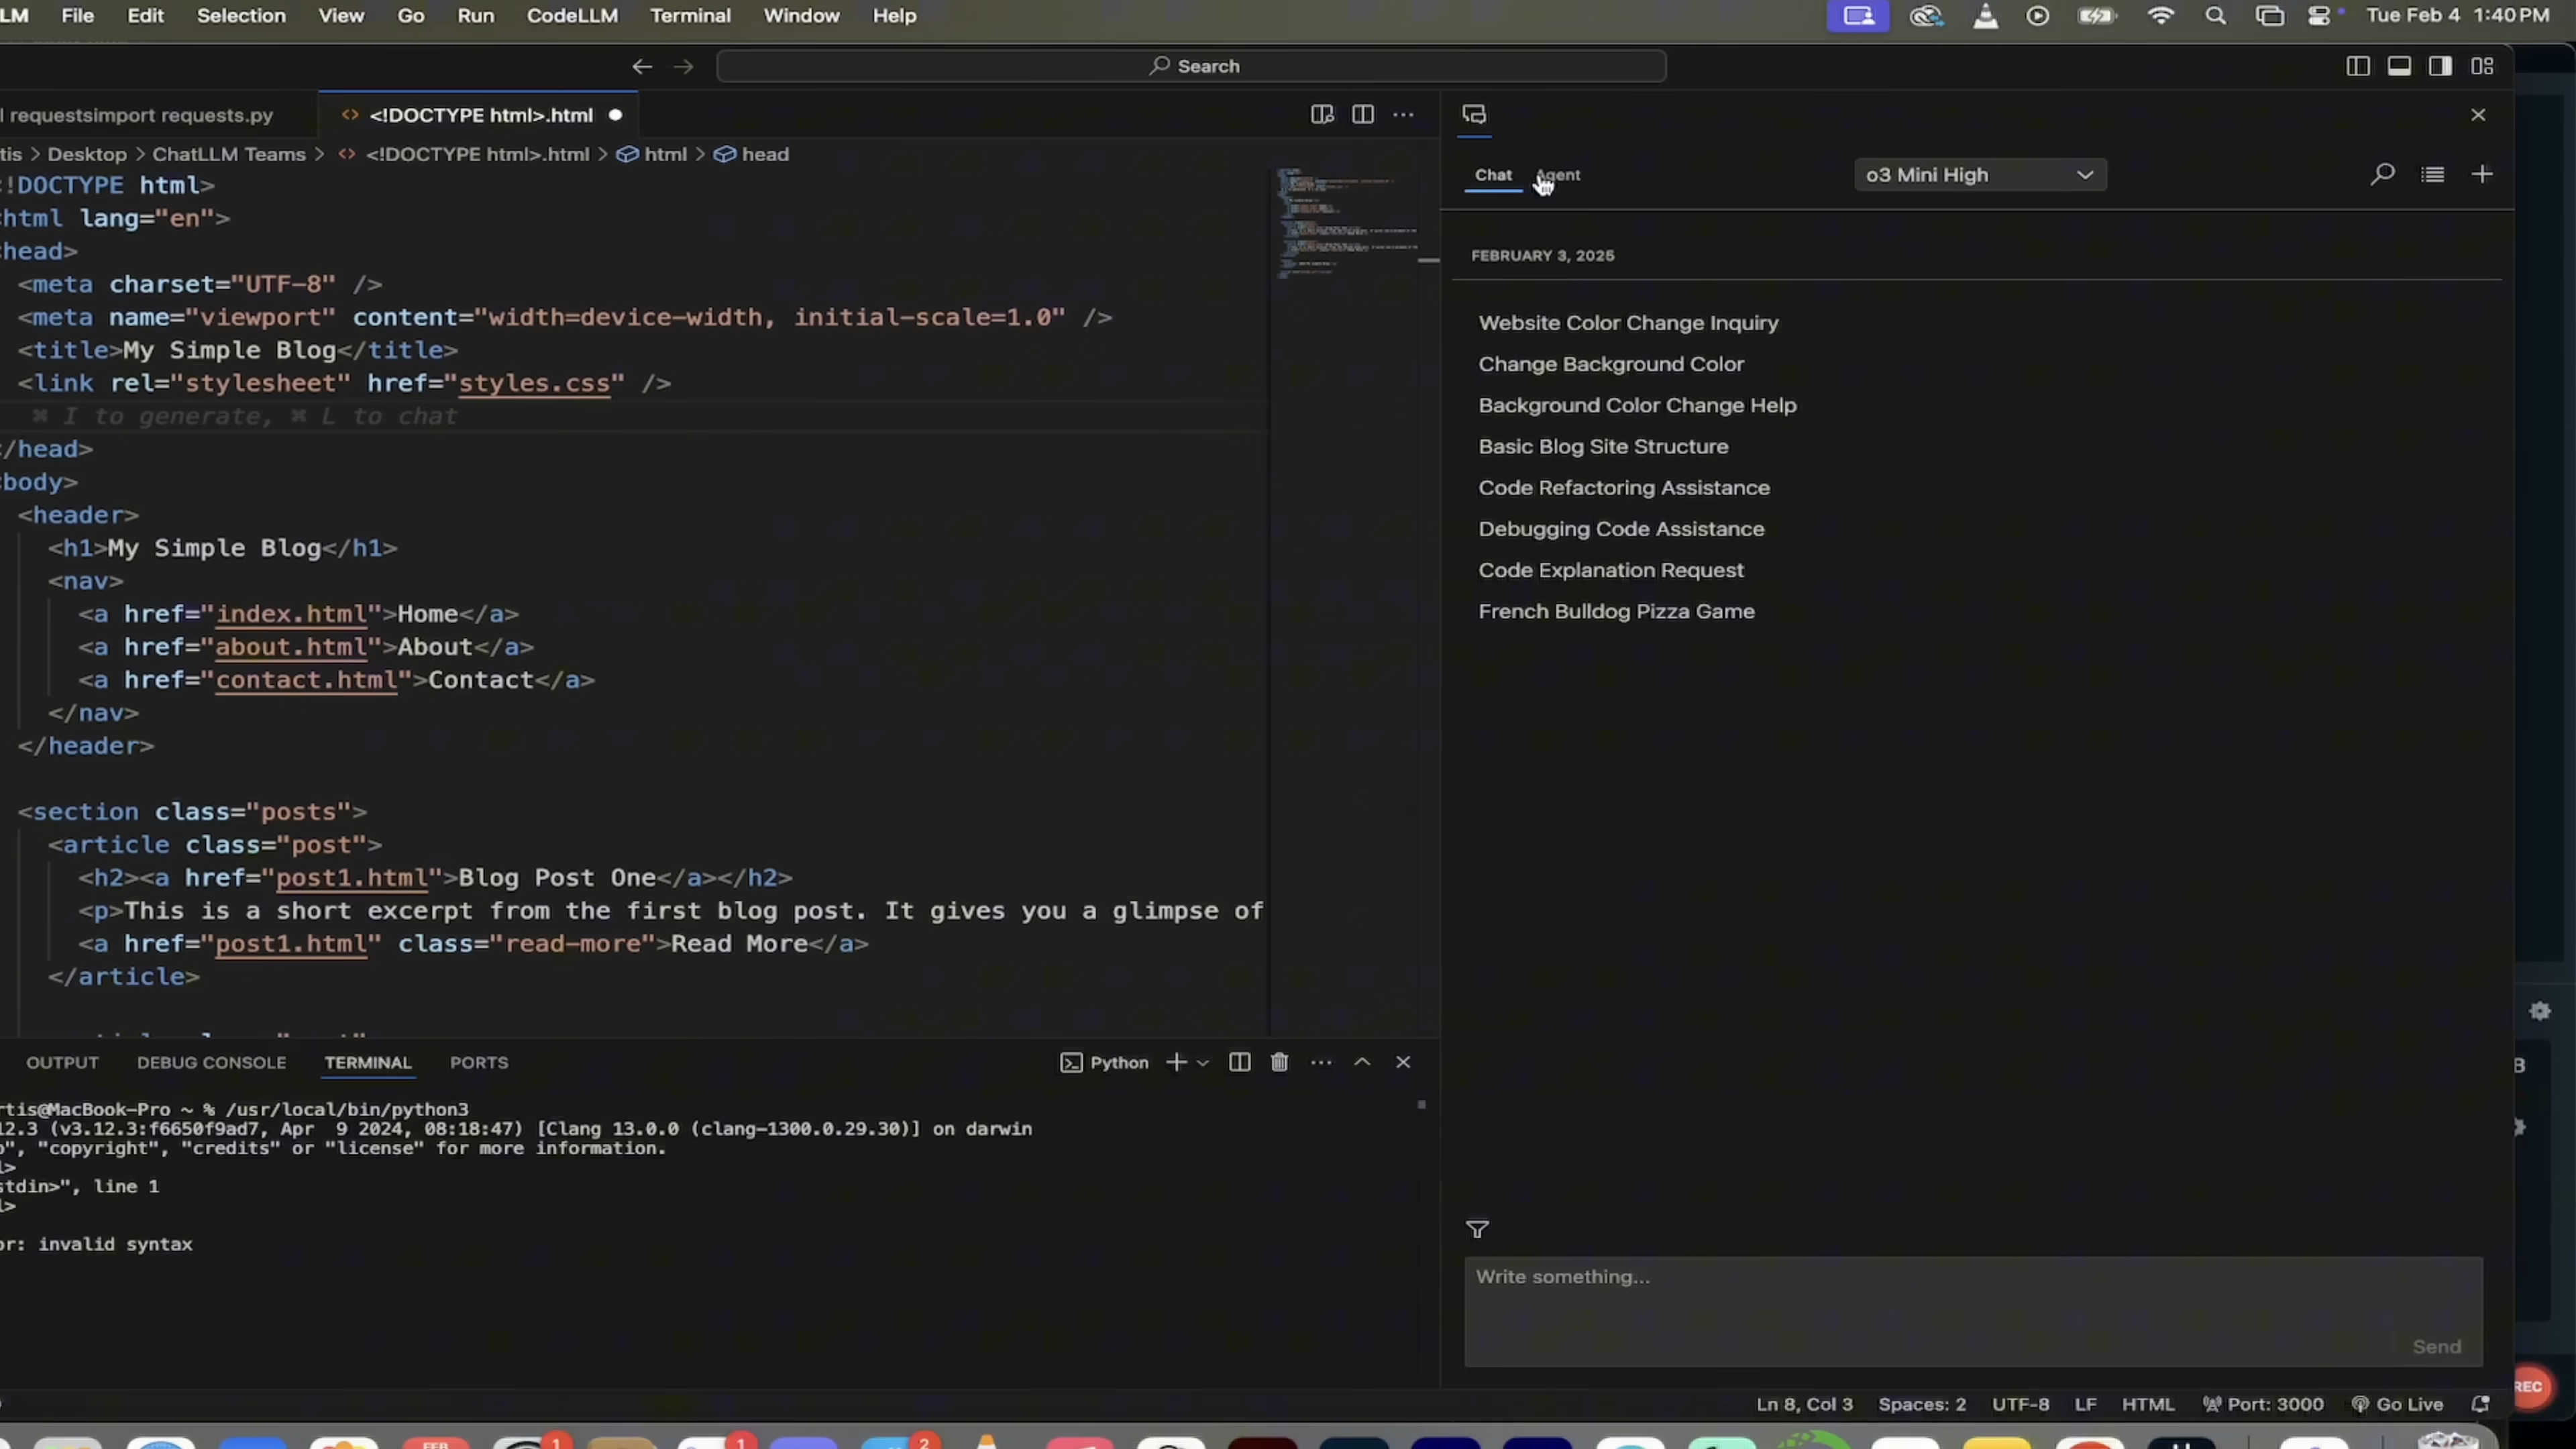 LM File Edit Selection View Go Run CodeLLM Terminal Window Help Tue Feb 4 1:40 PM
Search
l requestsimport requests.py <!DOCTYPE html>.html
tis > Desktop > ChatLLM Teams > <!DOCTYPE html>.html > html > head
!DOCTYPE html>
html lang="en">
head>
<meta charset="UTF-8" />
<meta name="viewport" content="width=device-width, initial-scale=1.0" />
<title>My Simple Blog</title>
<link rel="stylesheet" href="styles.css" />
⌘ I to generate, ⌘ L to chat
/head>
body>
<header>
<h1>My Simple Blog</h1>
<nav>
<a href="index.html">Home</a>
<a href="about.html">About</a>
<a href="contact.html">Contact</a>
</nav>
</header>
<section class="posts">
<article class="post">
<h2><a href="post1.html">Blog Post One</a></h2>
<p>This is a short excerpt from the first blog post. It gives you a glimpse of
<a href="post1.html" class="read-more">Read More</a>
</article>
OUTPUT DEBUG CONSOLE TERMINAL PORTS Python
rtis@MacBook-Pro ~ % /usr/local/bin/python3
12.3 (v3.12.3:f6650f9ad7, Apr 9 2024, 08:18:47) [Clang 13.0.0 (clang-1300.0.29.30)] on darwin
", "copyright", "credits" or "license" for more information.
l>
stdin>", line 1
l>
or: invalid syntax
Chat Agent o3 Mini High
FEBRUARY 3, 2025
Website Color Change Inquiry
Change Background Color
Background Color Change Help
Basic Blog Site Structure
Code Refactoring Assistance
Debugging Code Assistance
Code Explanation Request
French Bulldog Pizza Game
Write something...
Send
Ln 8, Col 3 Spaces: 2 UTF-8 LF HTML Port: 3000 Go Live
REC
FEB 1 1 2